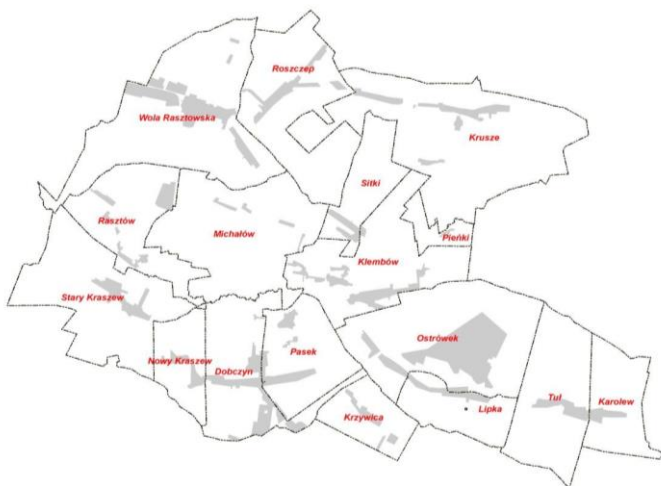 Roszczep
Wola Rasztowska
Krusze
Sitki
Rasztów
Michałów
Pieńki
Klembów
Stary Kraszew
Ostrówek
Pasek
Nowy Kraszew
Dobczyn
Tuł
Karolew
Lipka
Krzywica